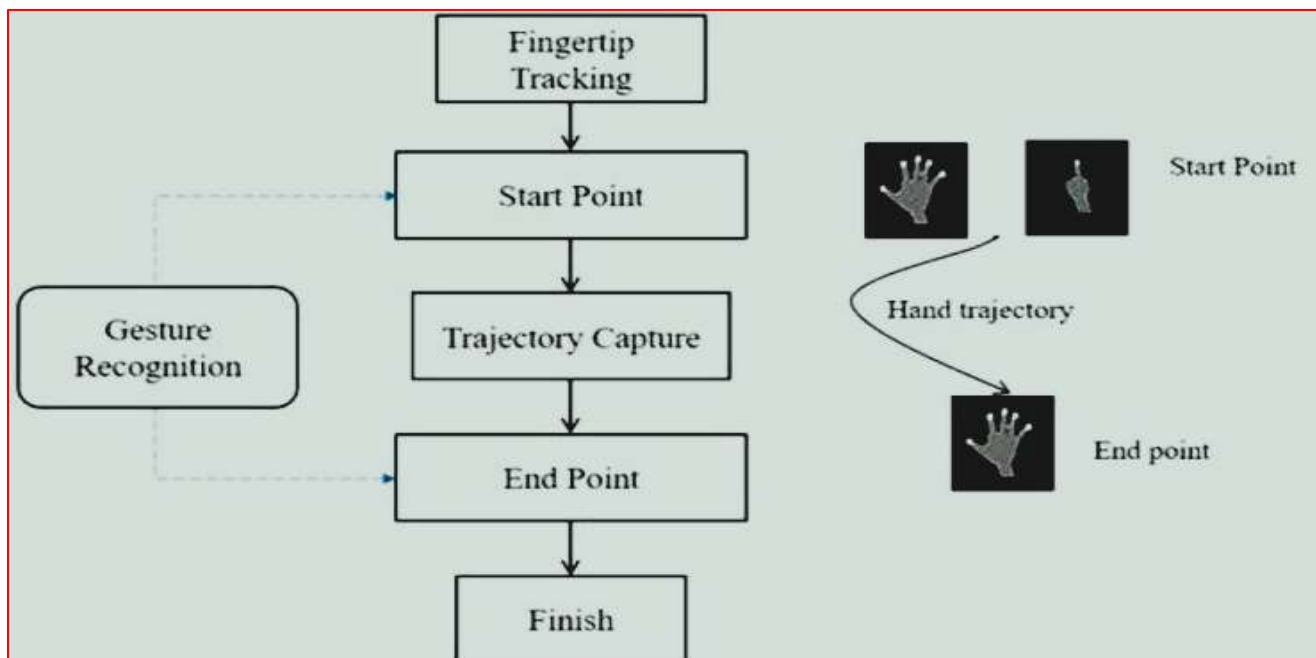 Fingertip
Tracking
Start Point
Start Point
Gesture
Recognition
Trajectory Capture
Hand trajectory
End Point
End point
Finish